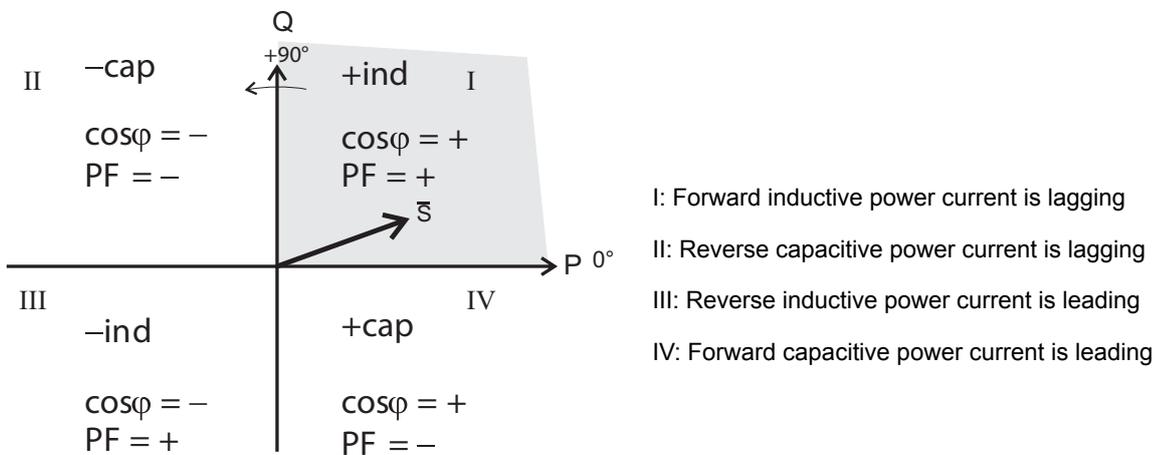 Q
+90°
II
–cap
+ind
I
cosφ = –
PF = –
cosφ = +
PF = +
S̅
P 0°
III
–ind
IV
+cap
cosφ = –
PF = +
cosφ = +
PF = –
I: Forward inductive power current is lagging
II: Reverse capacitive power current is lagging
III: Reverse inductive power current is leading
IV: Forward capacitive power current is leading